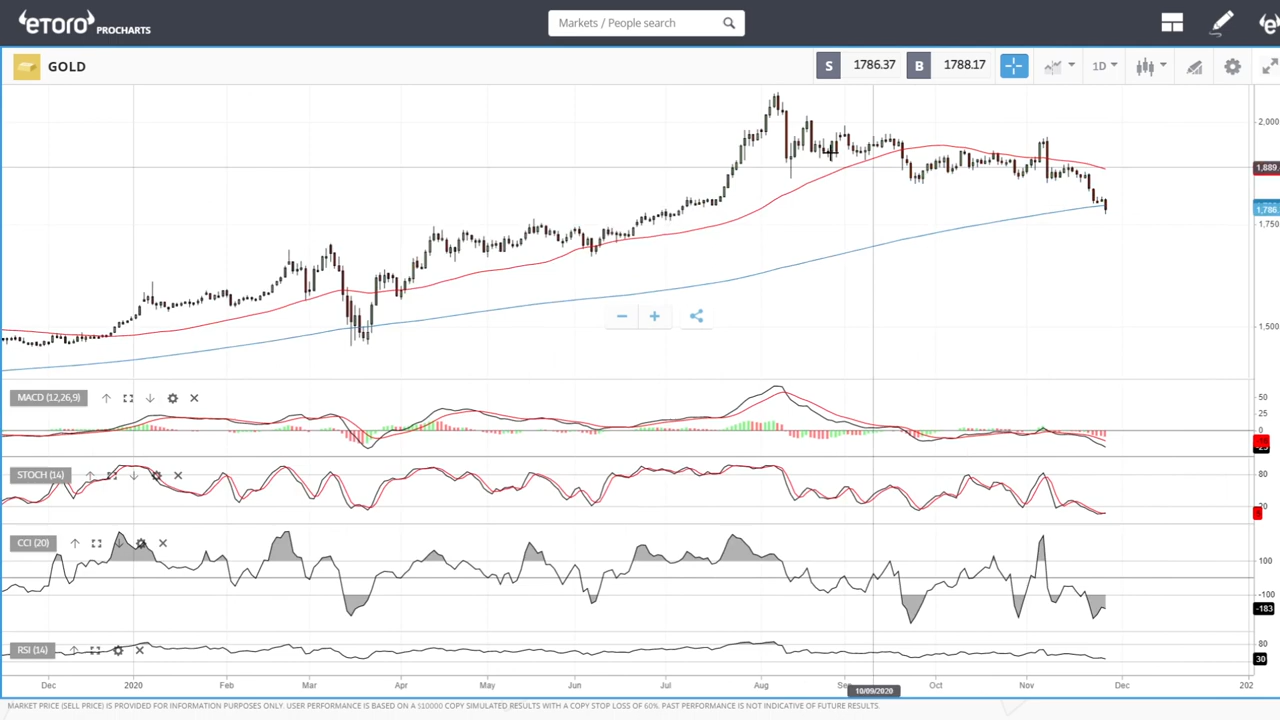 eToro PROCHARTS
Markets / People search
GOLD
S 1786.37 B 1788.17 1D
2,000
1,889
1,786
1,750
1,500
MACD (12,26,9)
50
25
0
STOCH (14)
80
20
CCI (20)
100
-100
-183
RSI (14)
80
30
Dec 2020 Feb Mar Apr May Jun Jul Aug Sep 10/09/2020 Oct Nov Dec 202
MARKET PRICE (SELL PRICE) IS PROVIDED FOR INFORMATION PURPOSES ONLY. USER PERFORMANCE IS BASED ON A $10000 COPY SIMULATED RESULTS WITH A COPY STOP LOSS OF 60%. PAST PERFORMANCE IS NOT INDICATIVE OF FUTURE RESULTS.